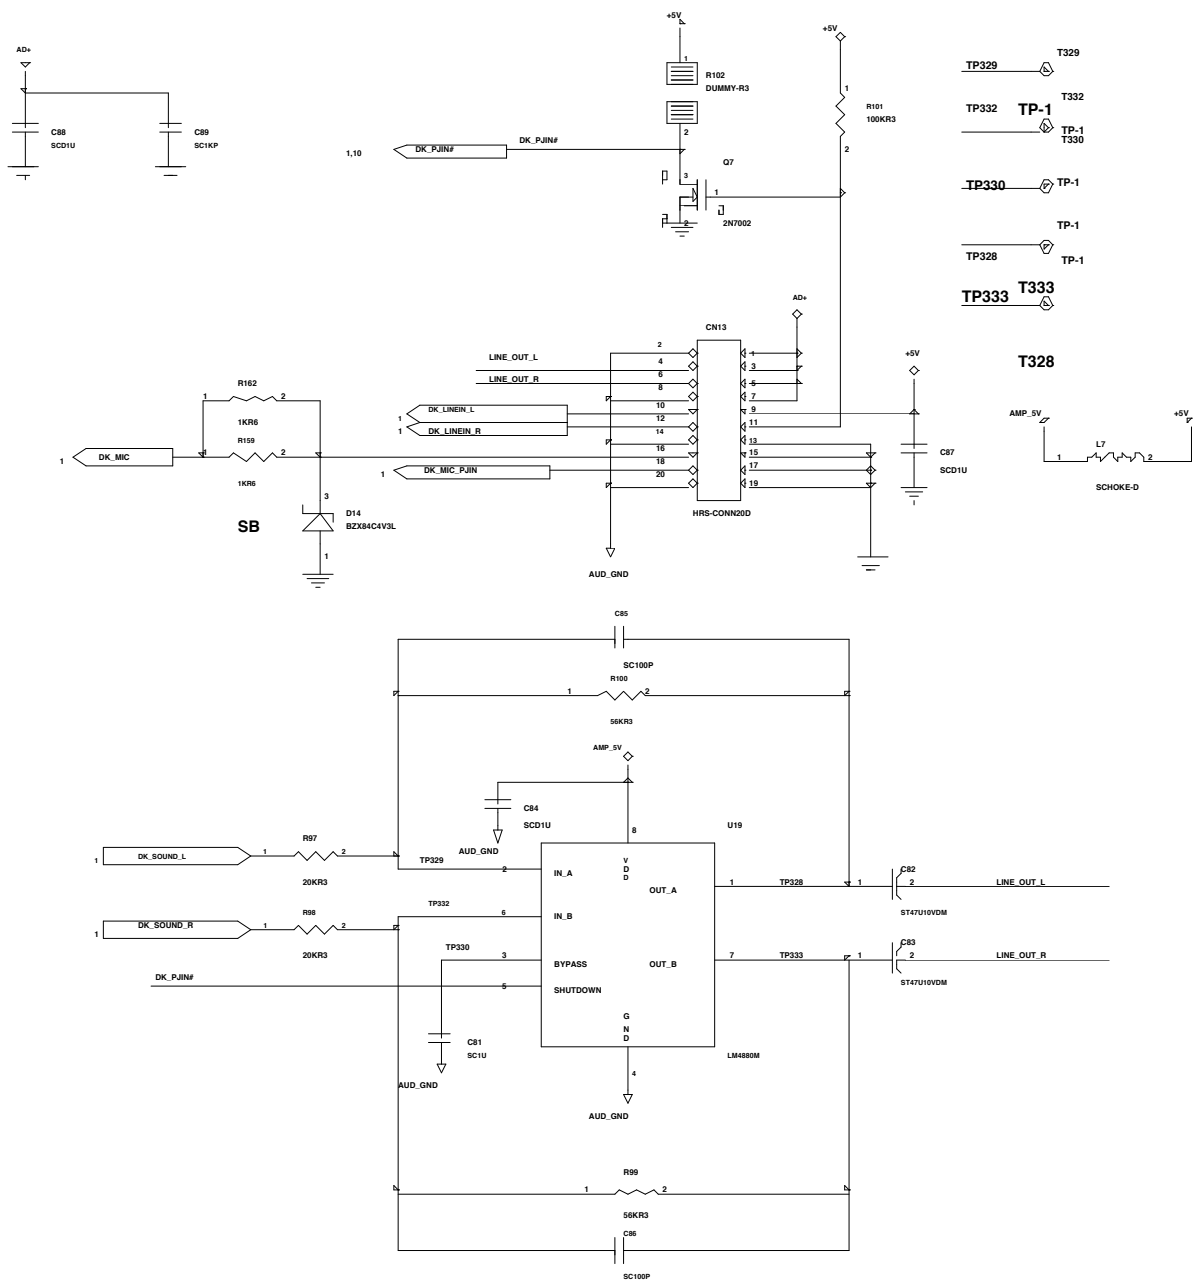 +5V
+5V
AD+
1
R102
DUMMY-R3
1
R101
100KR3
2
TP329
T329
TP332
TP-1
T332
TP-1
T330
C88
SCD1U
C89
SC1KP
2
1,10
DK_PJIN#
DK_PJIN#
Q7
3
1
2
2N7002
TP330
TP-1
TP-1
TP328
TP-1
TP333
T333
AD+
CN13
2
4
6
8
10
12
14
16
18
20
1
3
5
7
9
11
13
15
17
19
HRS-CONN20D
LINE_OUT_L
LINE_OUT_R
1
DK_LINEIN_L
1
DK_LINEIN_R
1
DK_MIC_PJIN
AUD_GND
+5V
C87
SCD1U
T328
AMP_5V
+5V
L7
1
2
SCHOKE-D
R162
1
2
1KR6
R159
1
2
1KR6
1
DK_MIC
SB
3
D14
BZX84C4V3L
1
C85
SC100P
R100
1
2
56KR3
AMP_5V
C84
SCD1U
AUD_GND
8
U19
R97
1
DK_SOUND_L
1
2
20KR3
TP329
2
IN_A
V
D
D
OUT_A
1
TP328
1
C82
2
LINE_OUT_L
ST47U10VDM
R98
1
DK_SOUND_R
1
2
20KR3
TP332
6
IN_B
TP330
3
BYPASS
OUT_B
7
TP333
1
C83
2
LINE_OUT_R
ST47U10VDM
DK_PJIN#
5
SHUTDOWN
G
N
D
C81
SC1U
AUD_GND
LM4880M
4
AUD_GND
R99
1
2
56KR3
C86
SC100P